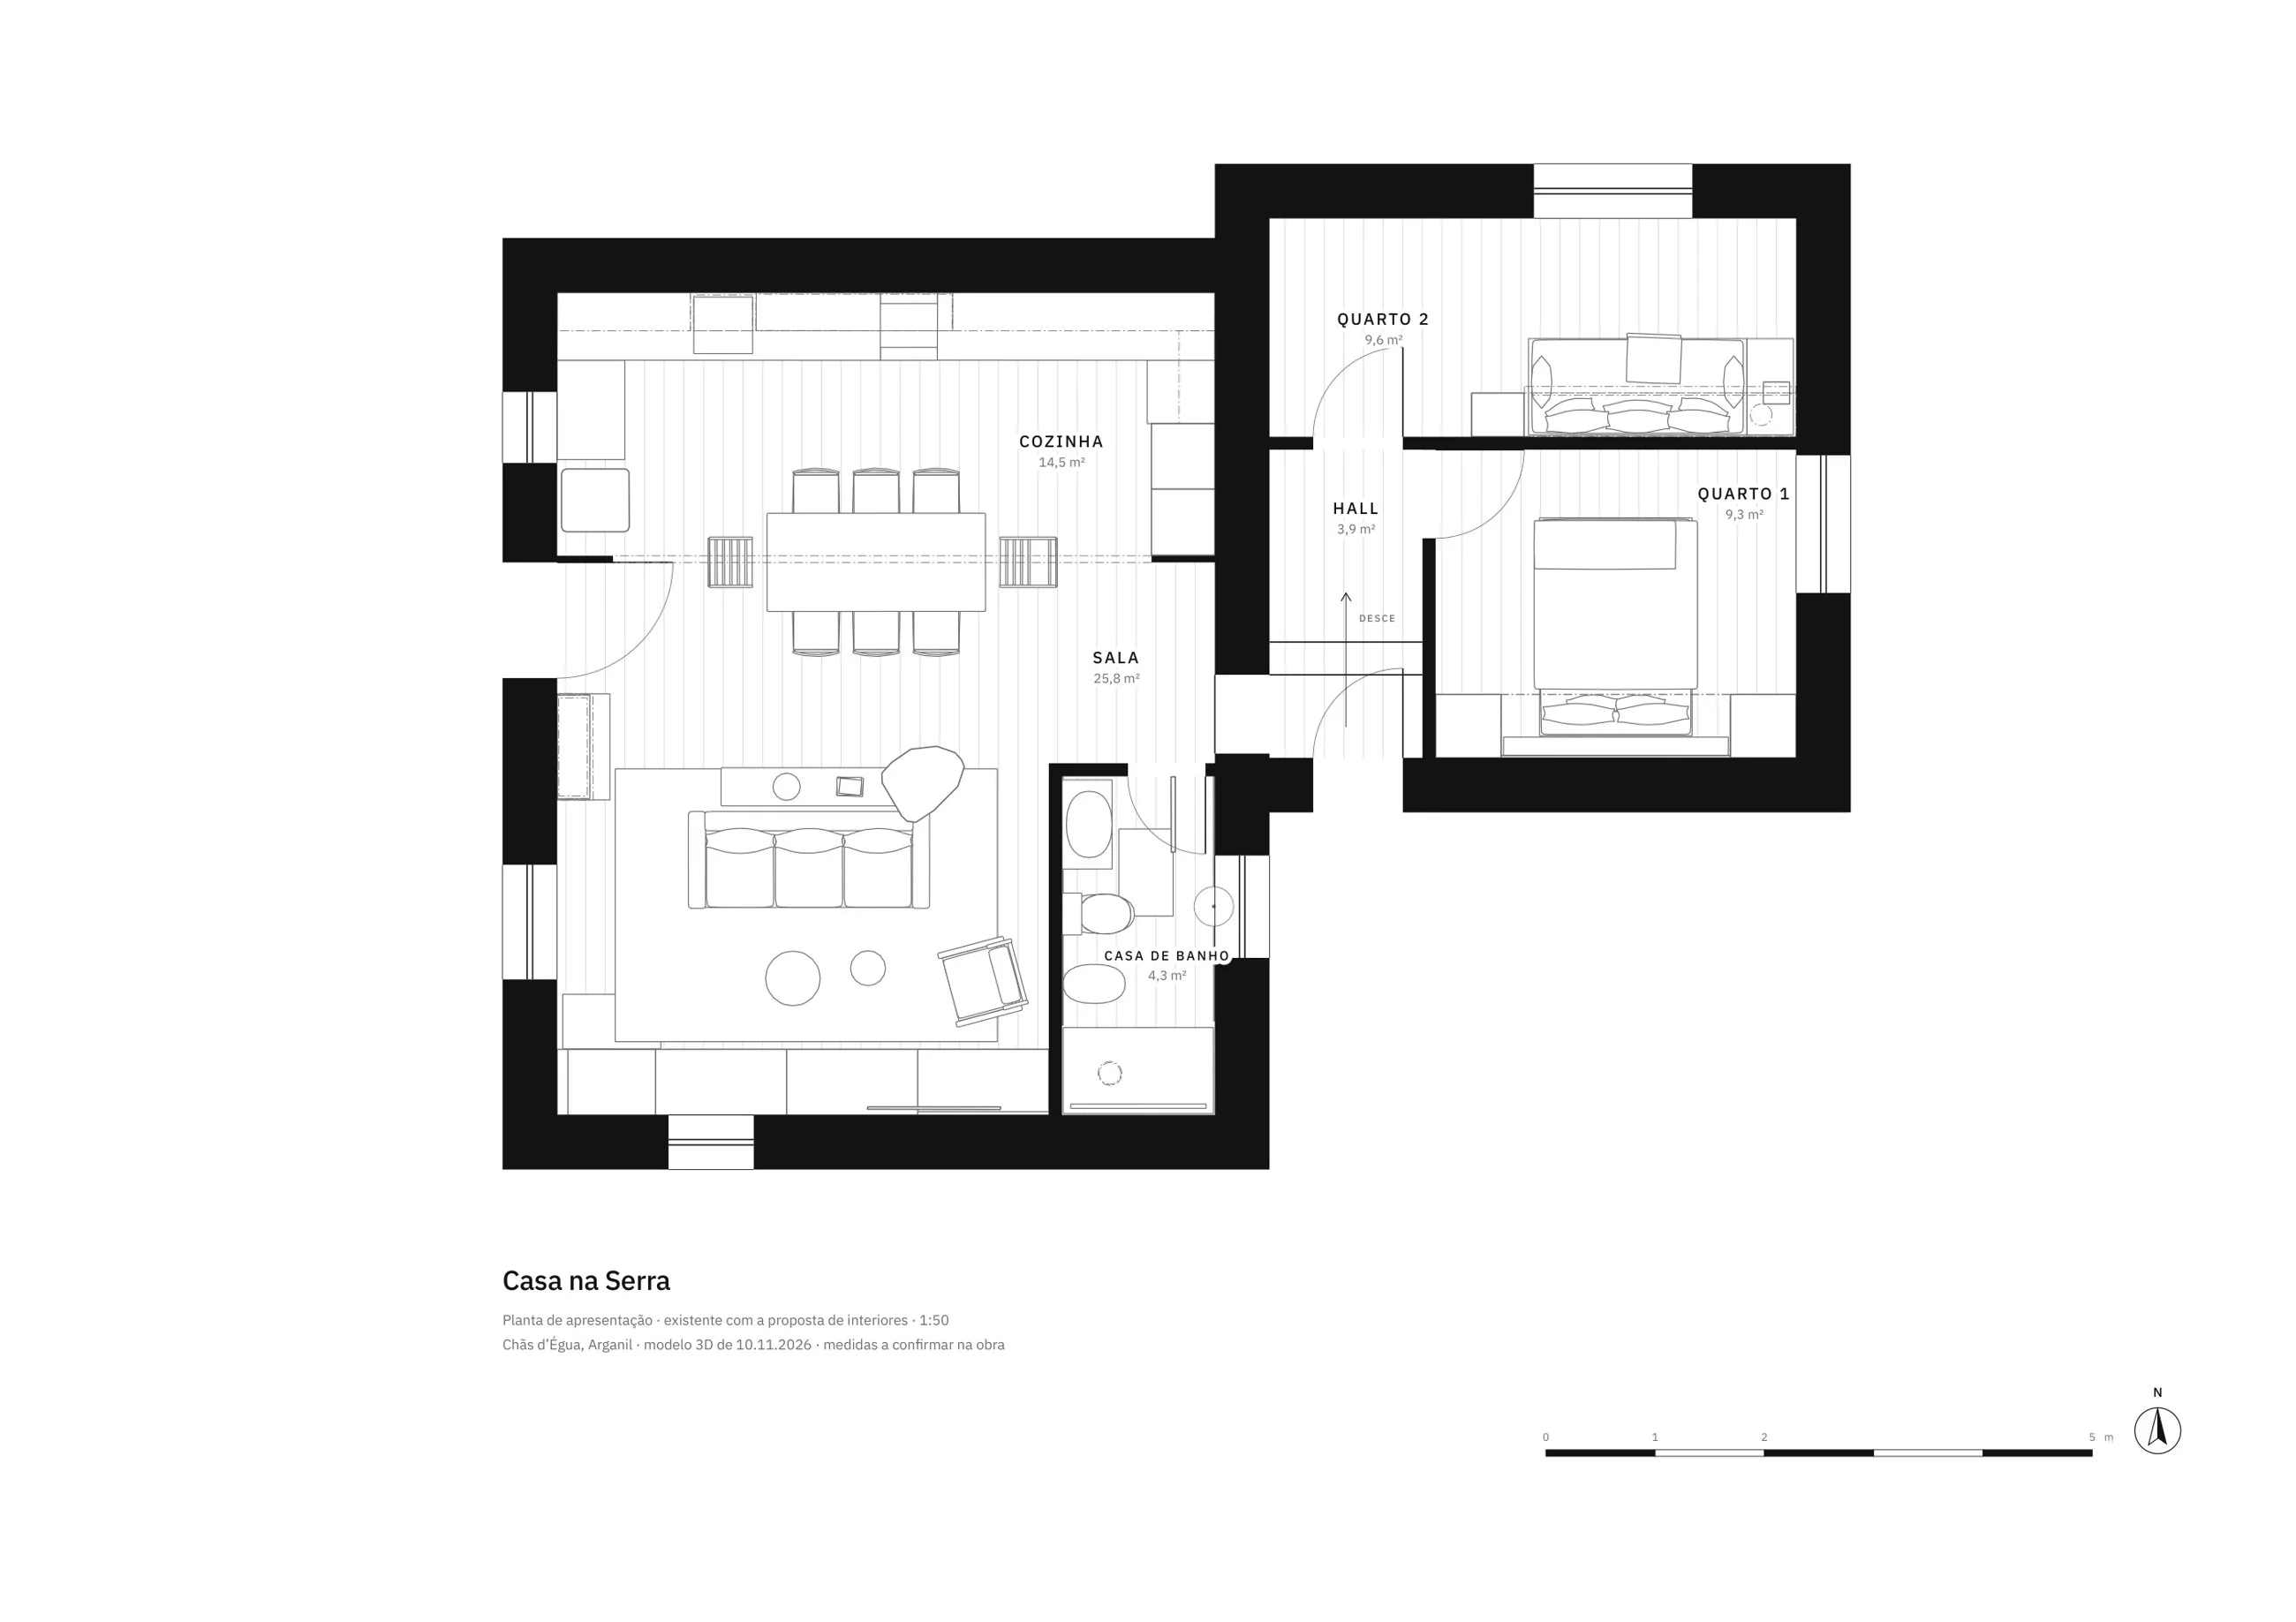 QUARTO 2
9,6 m²
COZINHA
14,5 m²
QUARTO 1
9,3 m²
HALL
3,9 m²
DESCE
SALA
25,8 m²
CASA DE BANHO
4,3 m²
Casa na Serra
Planta de apresentação · existente com a proposta de interiores · 1:50
Chãs d’Égua, Arganil · modelo 3D de 10.11.2026 · medidas a confirmar na obra
N
0 1 2 5 m